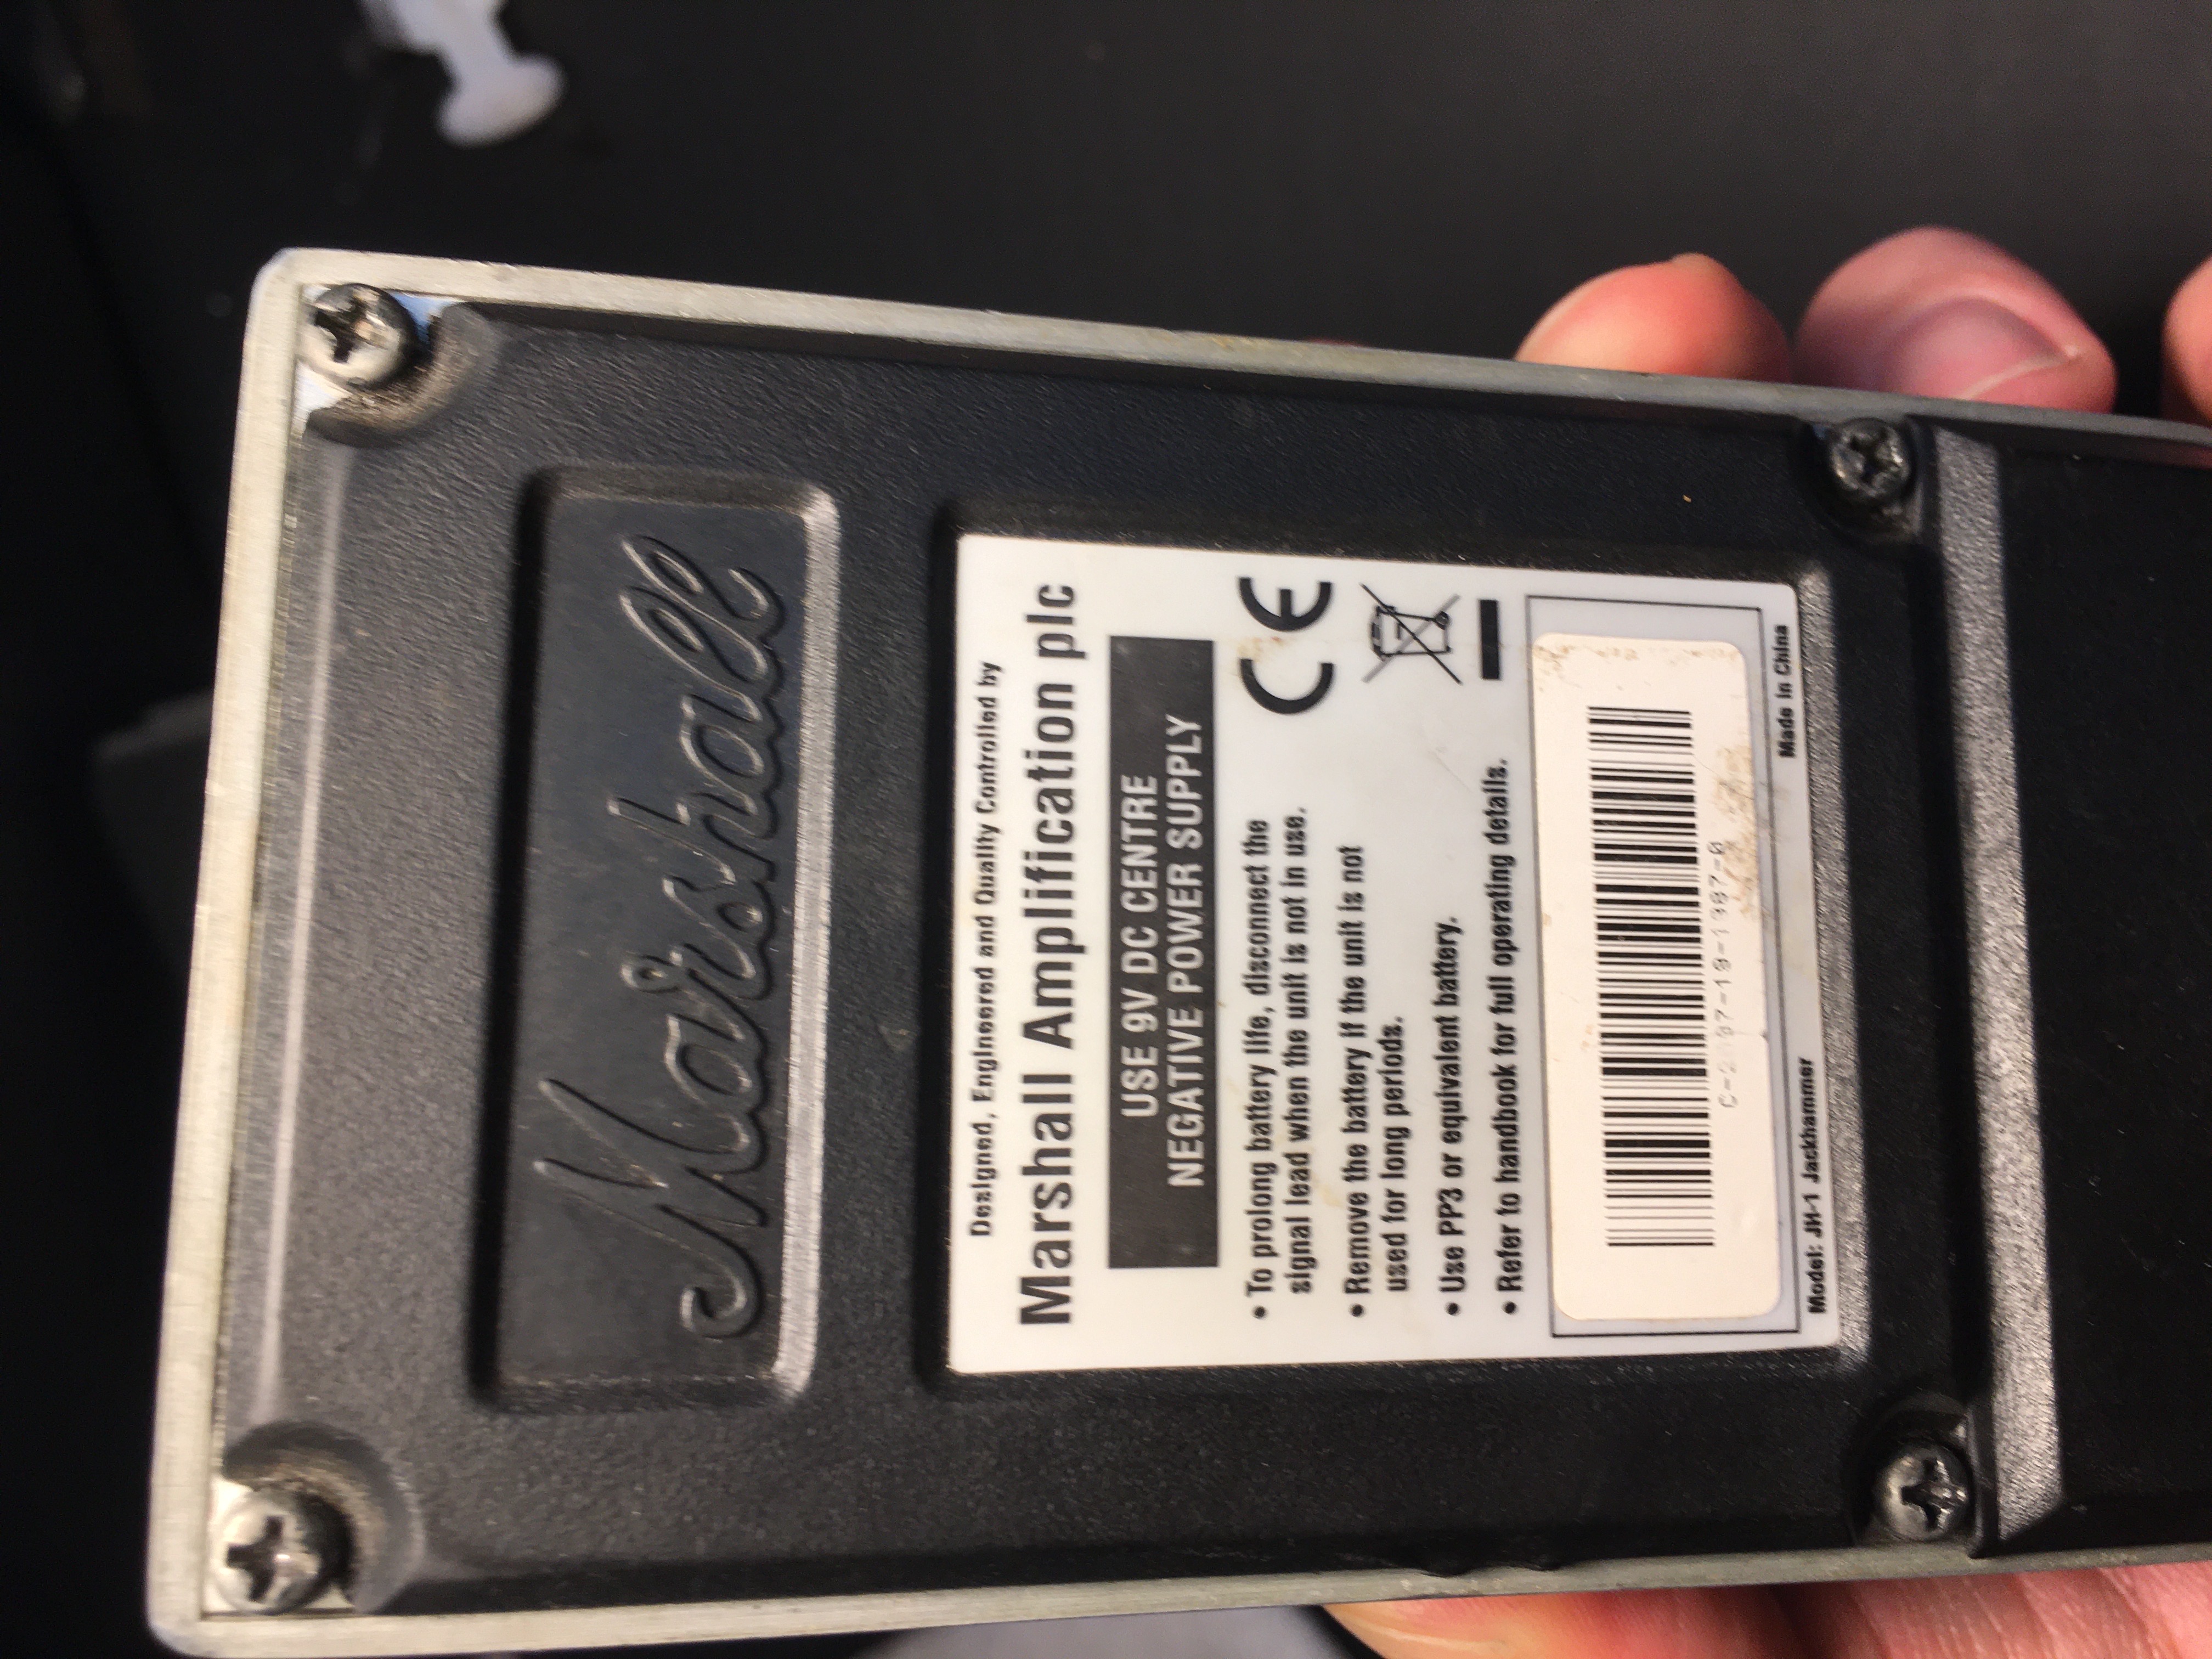 Marshall
Designed, Engineered and Quality Controlled by
Marshall Amplification plc
USE 9V DC CENTRE
NEGATIVE POWER SUPPLY
CE
• To prolong battery life, disconnect the
signal lead when the unit is not in use.
• Remove the battery if the unit is not
used for long periods.
• Use PP3 or equivalent battery.
• Refer to handbook for full operating details.
Model: JH-1 Jackhammer
Made in China